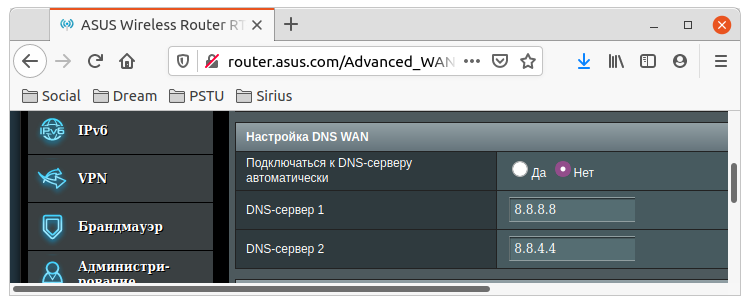 ASUS Wireless Router RT
router.asus.com/Advanced_WAN
Social Dream PSTU Sirius
IPv6
VPN
Брандмауэр
Администри-
рование
Настройка DNS WAN
Подключаться к DNS-серверу
автоматически
Да Нет
DNS-сервер 1
8.8.8.8
DNS-сервер 2
8.8.4.4